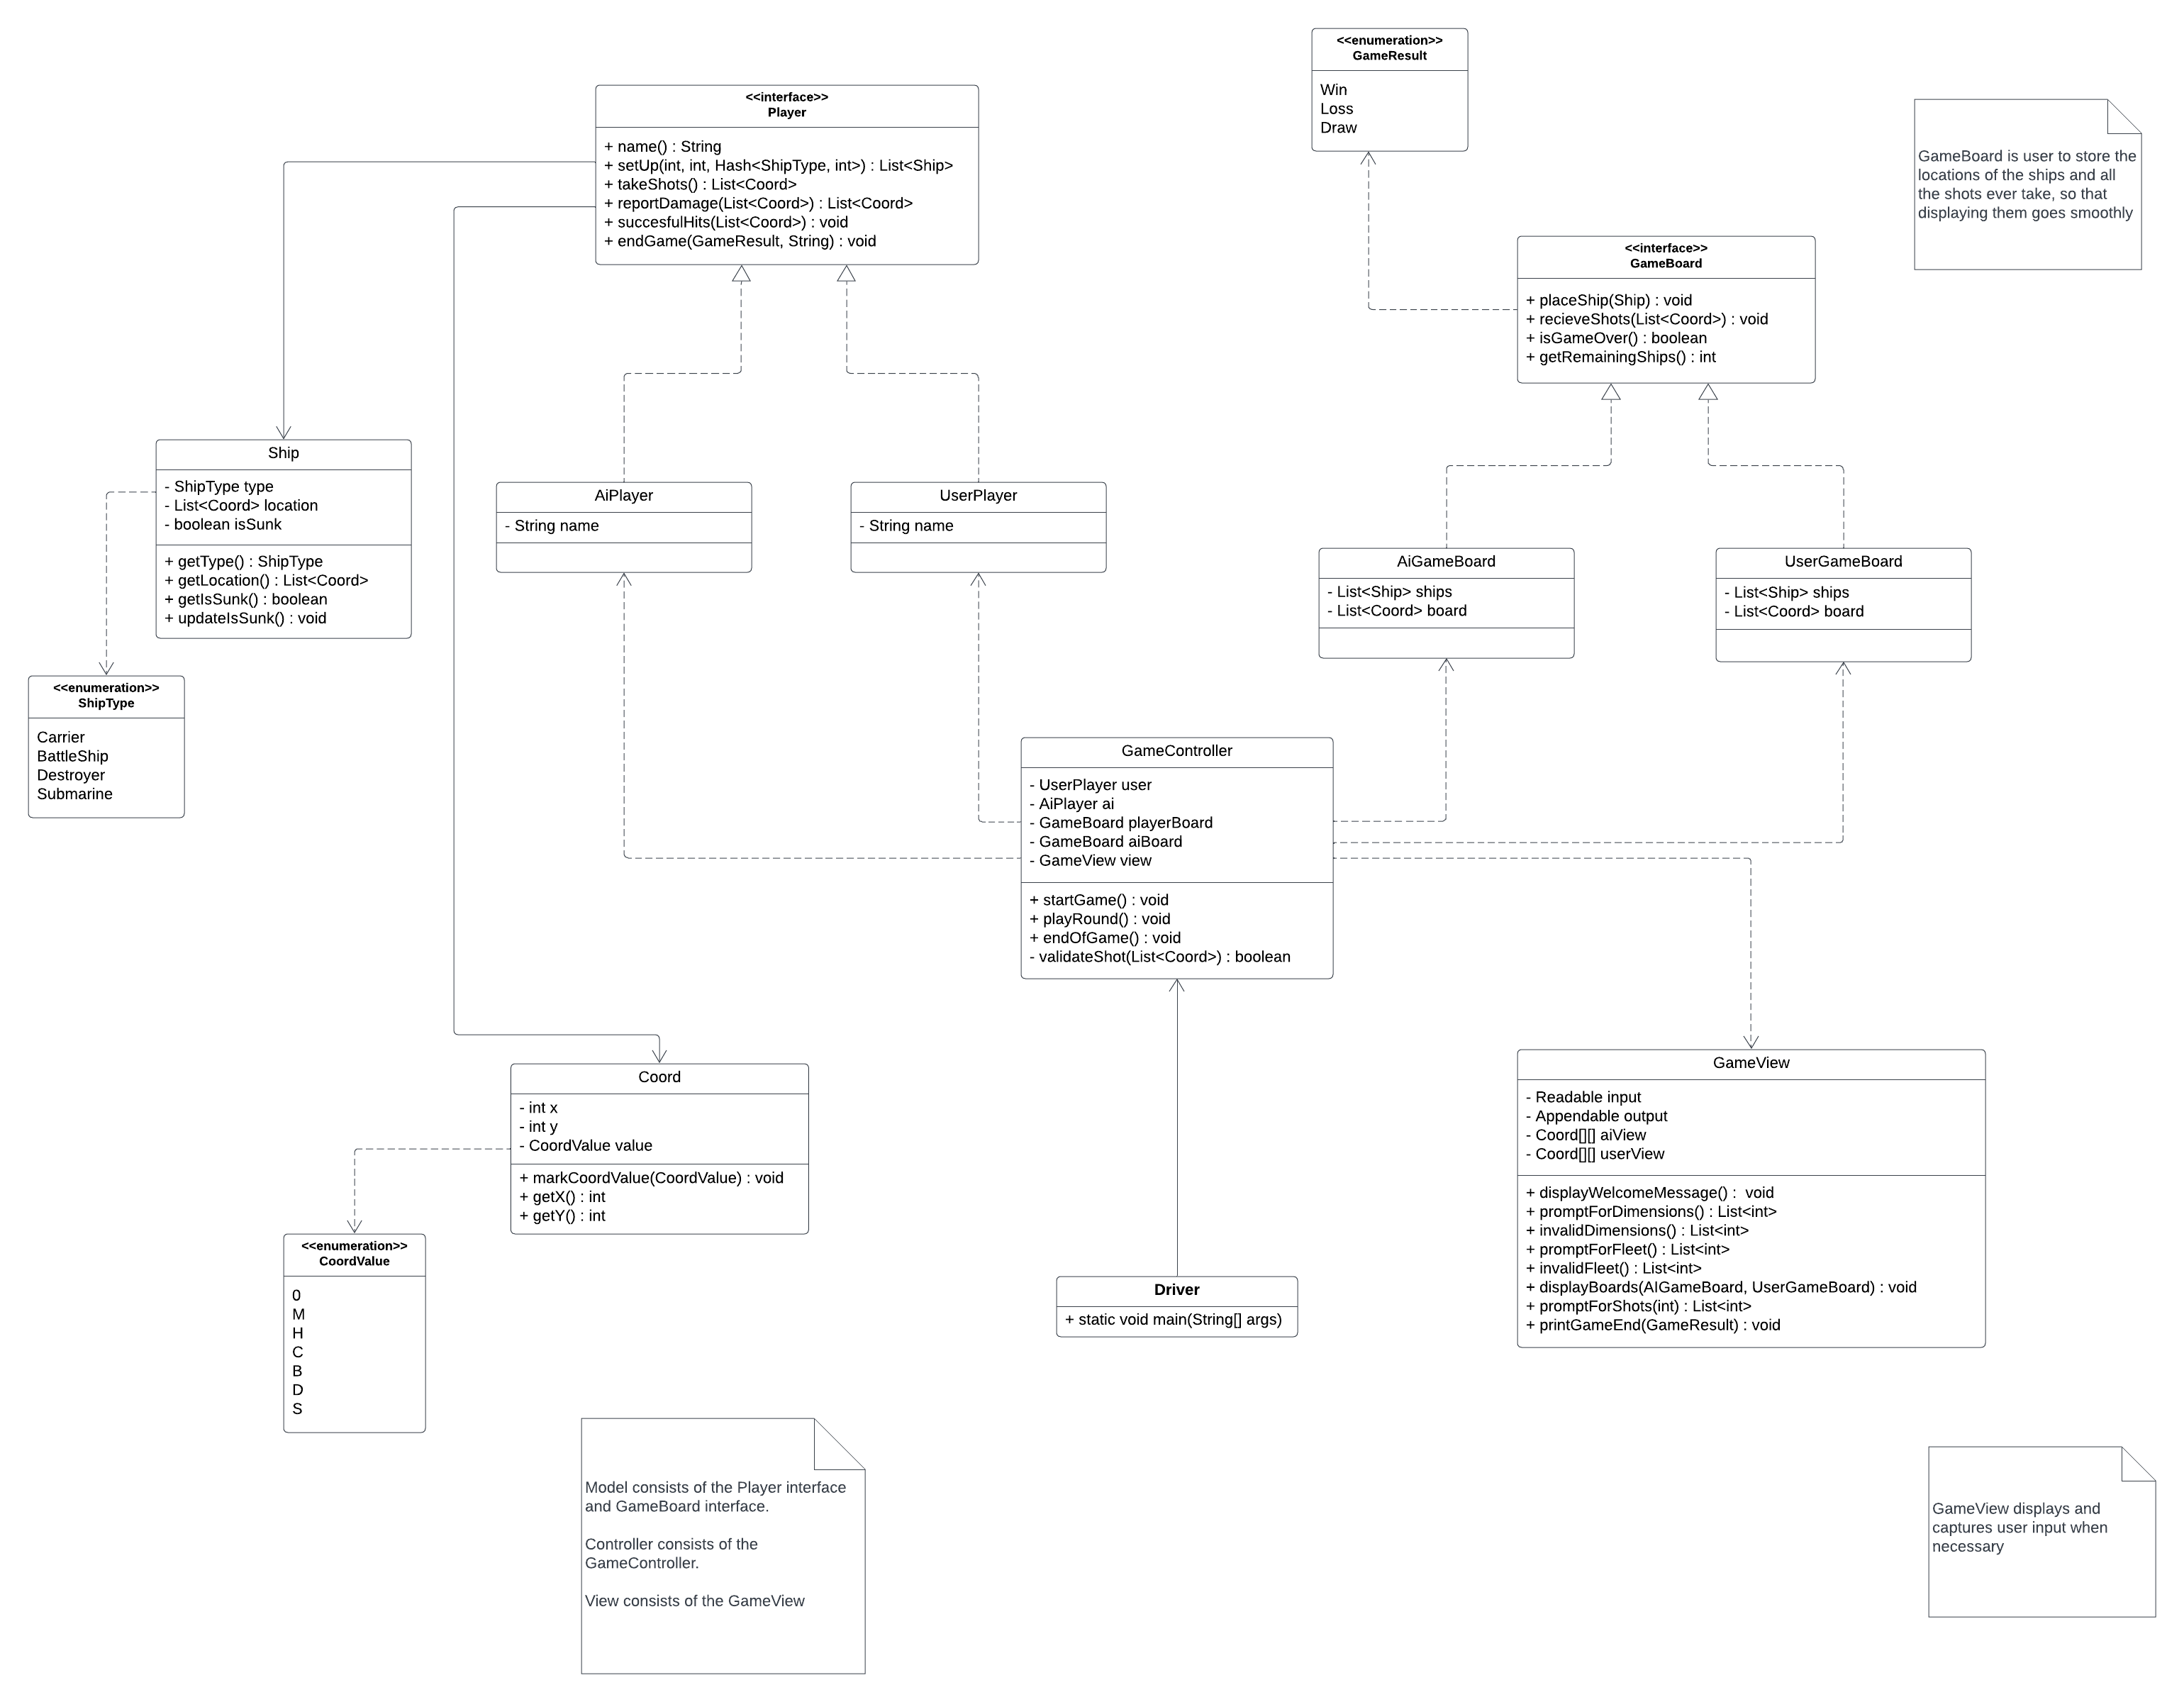 <<enumeration>>
GameResult
Win
Loss
Draw
<<interface>>
Player
+ name() : String
+ setUp(int, int, Hash<ShipType, int>) : List<Ship>
+ takeShots() : List<Coord>
+ reportDamage(List<Coord>) : List<Coord>
+ succesfulHits(List<Coord>) : void
+ endGame(GameResult, String) : void
GameBoard is user to store the
locations of the ships and all
the shots ever take, so that
displaying them goes smoothly
<<interface>>
GameBoard
+ placeShip(Ship) : void
+ recieveShots(List<Coord>) : void
+ isGameOver() : boolean
+ getRemainingShips() : int
Ship
- ShipType type
- List<Coord> location
- boolean isSunk
+ getType() : ShipType
+ getLocation() : List<Coord>
+ getIsSunk() : boolean
+ updateIsSunk() : void
AiPlayer
- String name
UserPlayer
- String name
AiGameBoard
- List<Ship> ships
- List<Coord> board
UserGameBoard
- List<Ship> ships
- List<Coord> board
<<enumeration>>
ShipType
Carrier
BattleShip
Destroyer
Submarine
GameController
- UserPlayer user
- AiPlayer ai
- GameBoard playerBoard
- GameBoard aiBoard
- GameView view
+ startGame() : void
+ playRound() : void
+ endOfGame() : void
- validateShot(List<Coord>) : boolean
Coord
- int x
- int y
- CoordValue value
+ markCoordValue(CoordValue) : void
+ getX() : int
+ getY() : int
GameView
- Readable input
- Appendable output
- Coord[][] aiView
- Coord[][] userView
+ displayWelcomeMessage() :  void
+ promptForDimensions() : List<int>
+ invalidDimensions() : List<int>
+ promptForFleet() : List<int>
+ invalidFleet() : List<int>
+ displayBoards(AIGameBoard, UserGameBoard) : void
+ promptForShots(int) : List<int>
+ printGameEnd(GameResult) : void
<<enumeration>>
CoordValue
0
M
H
C
B
D
S
Driver
+ static void main(String[] args)
Model consists of the Player interface
and GameBoard interface.
Controller consists of the
GameController.
View consists of the GameView
GameView displays and
captures user input when
necessary